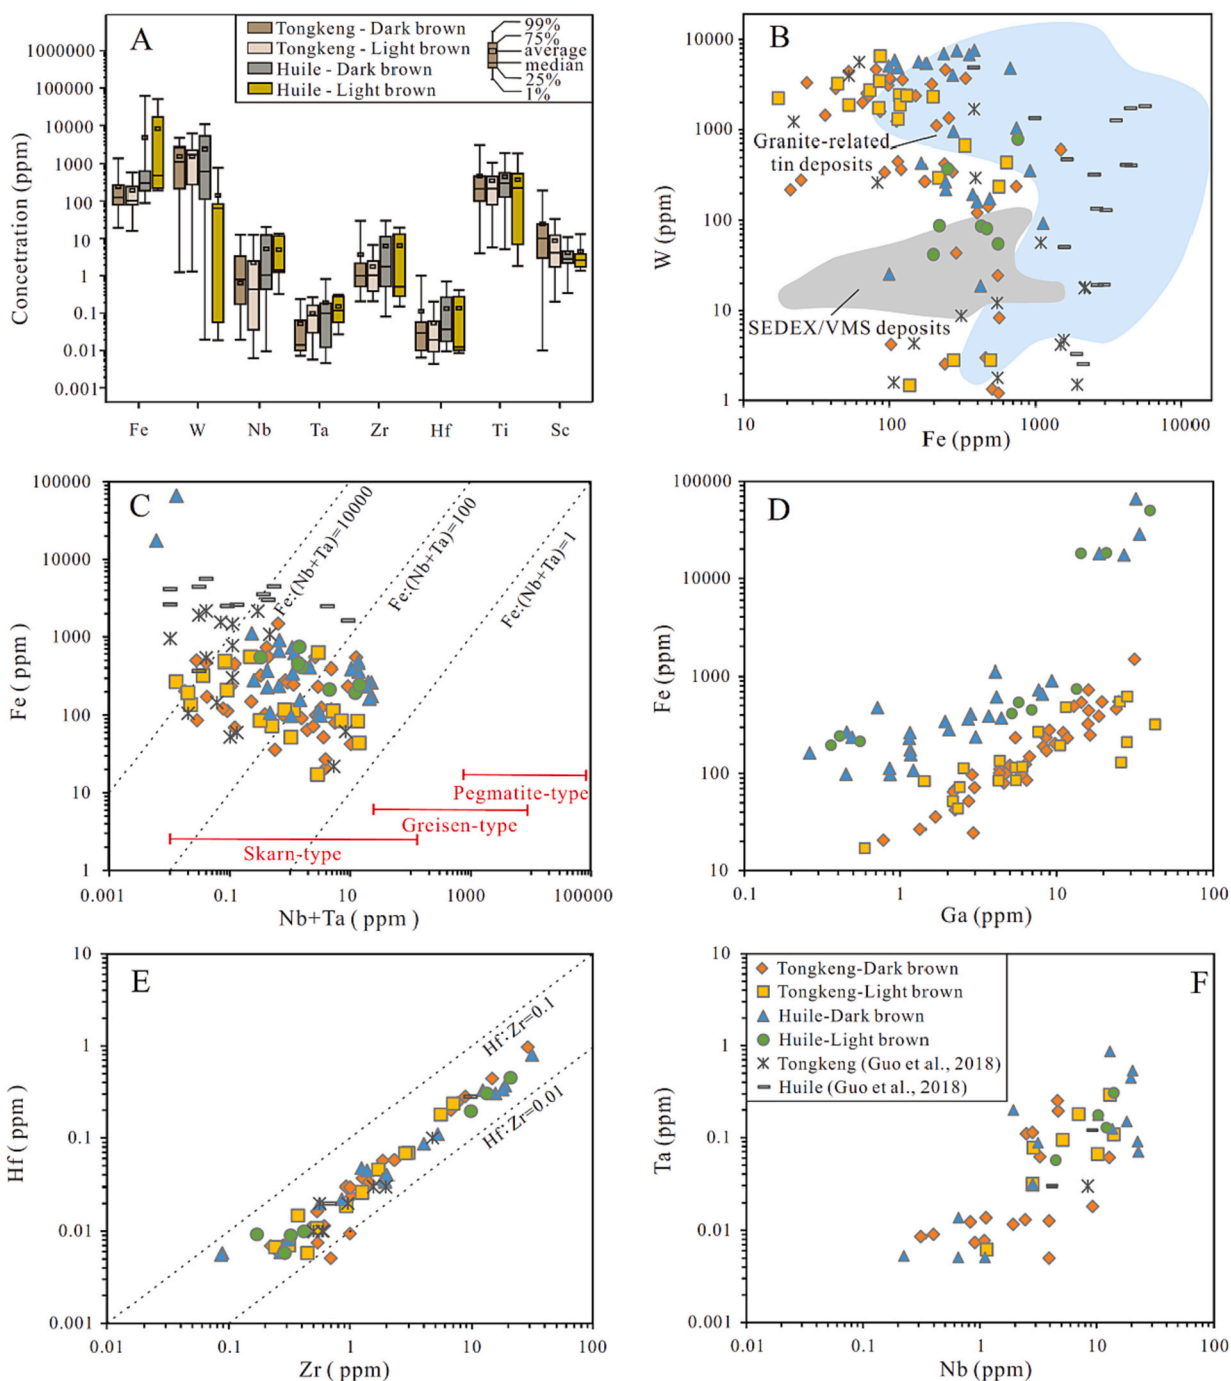 A
Tongkeng - Dark brown
Tongkeng - Light brown
Huile - Dark brown
Huile - Light brown
99%
75%
average
median
25%
1%
Concetration (ppm)
1000000
100000
10000
1000
100
10
1
0.1
0.01
0.001
Fe W Nb Ta Zr Hf Ti Sc
B
W (ppm)
10000
1000
100
10
1
Granite-related
tin deposits
SEDEX/VMS deposits
10 100 1000 10000
Fe (ppm)
C
Fe ( ppm)
100000
10000
1000
100
10
1
Fe:(Nb+Ta)=10000
Fe:(Nb+Ta)=100
Fe:(Nb+Ta)=1
Pegmatite-type
Greisen-type
Skarn-type
0.001 0.1 10 1000 100000
Nb+Ta ( ppm)
D
Fe (ppm)
100000
10000
1000
100
10
0.1 1 10 100
Ga (ppm)
E
Hf ( ppm)
10
1
0.1
0.01
0.001
Hf: Zr=0.1
Hf: Zr=0.01
0.01 0.1 1 10 100
Zr ( ppm)
F
Tongkeng-Dark brown
Tongkeng-Light brown
Huile-Dark brown
Huile-Light brown
Tongkeng (Guo et al., 2018)
Huile (Guo et al., 2018)
Ta (ppm)
10
1
0.1
0.01
0.001
0.01 0.1 1 10 100
Nb (ppm)